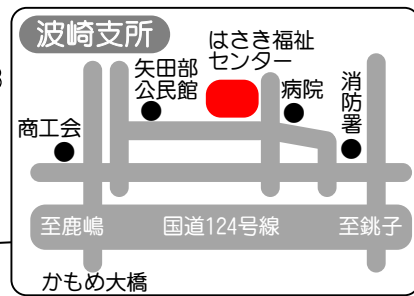 波崎支所
はさき福祉
センター
矢田部
公民館
病院
消防署
商工会
至鹿嶋
国道124号線
至銚子
かもめ大橋